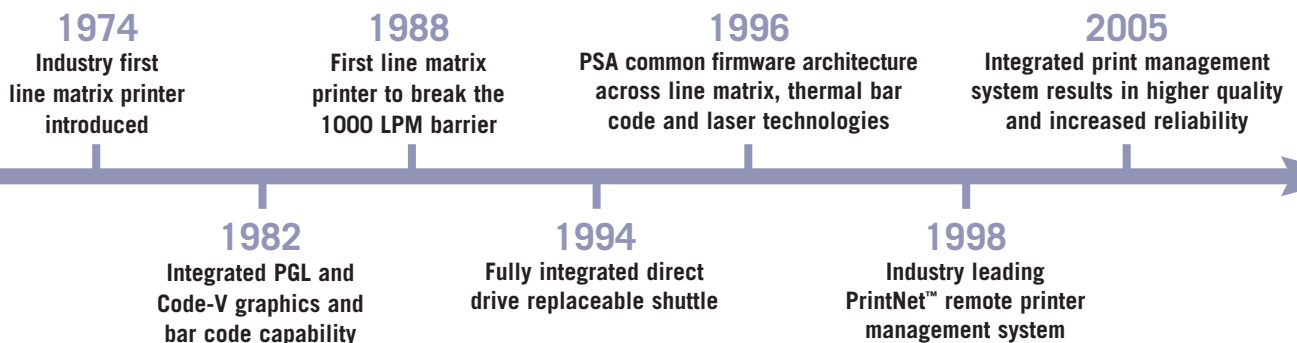 1974
Industry first
line matrix printer
introduced
1988
First line matrix
printer to break the
1000 LPM barrier
1996
PSA common firmware architecture
across line matrix, thermal bar
code and laser technologies
2005
Integrated print management
system results in higher quality
and increased reliability
1982
Integrated PGL and
Code-V graphics and
bar code capability
1994
Fully integrated direct
drive replaceable shuttle
1998
Industry leading
PrintNet™ remote printer
management system